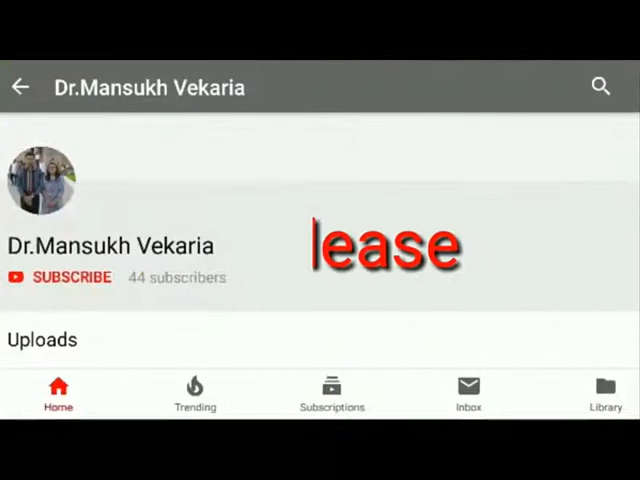 Dr.Mansukh Vekaria
lease
Dr.Mansukh Vekaria
SUBSCRIBE 44 subscribers
Uploads
Home Trending Subscriptions Inbox Library